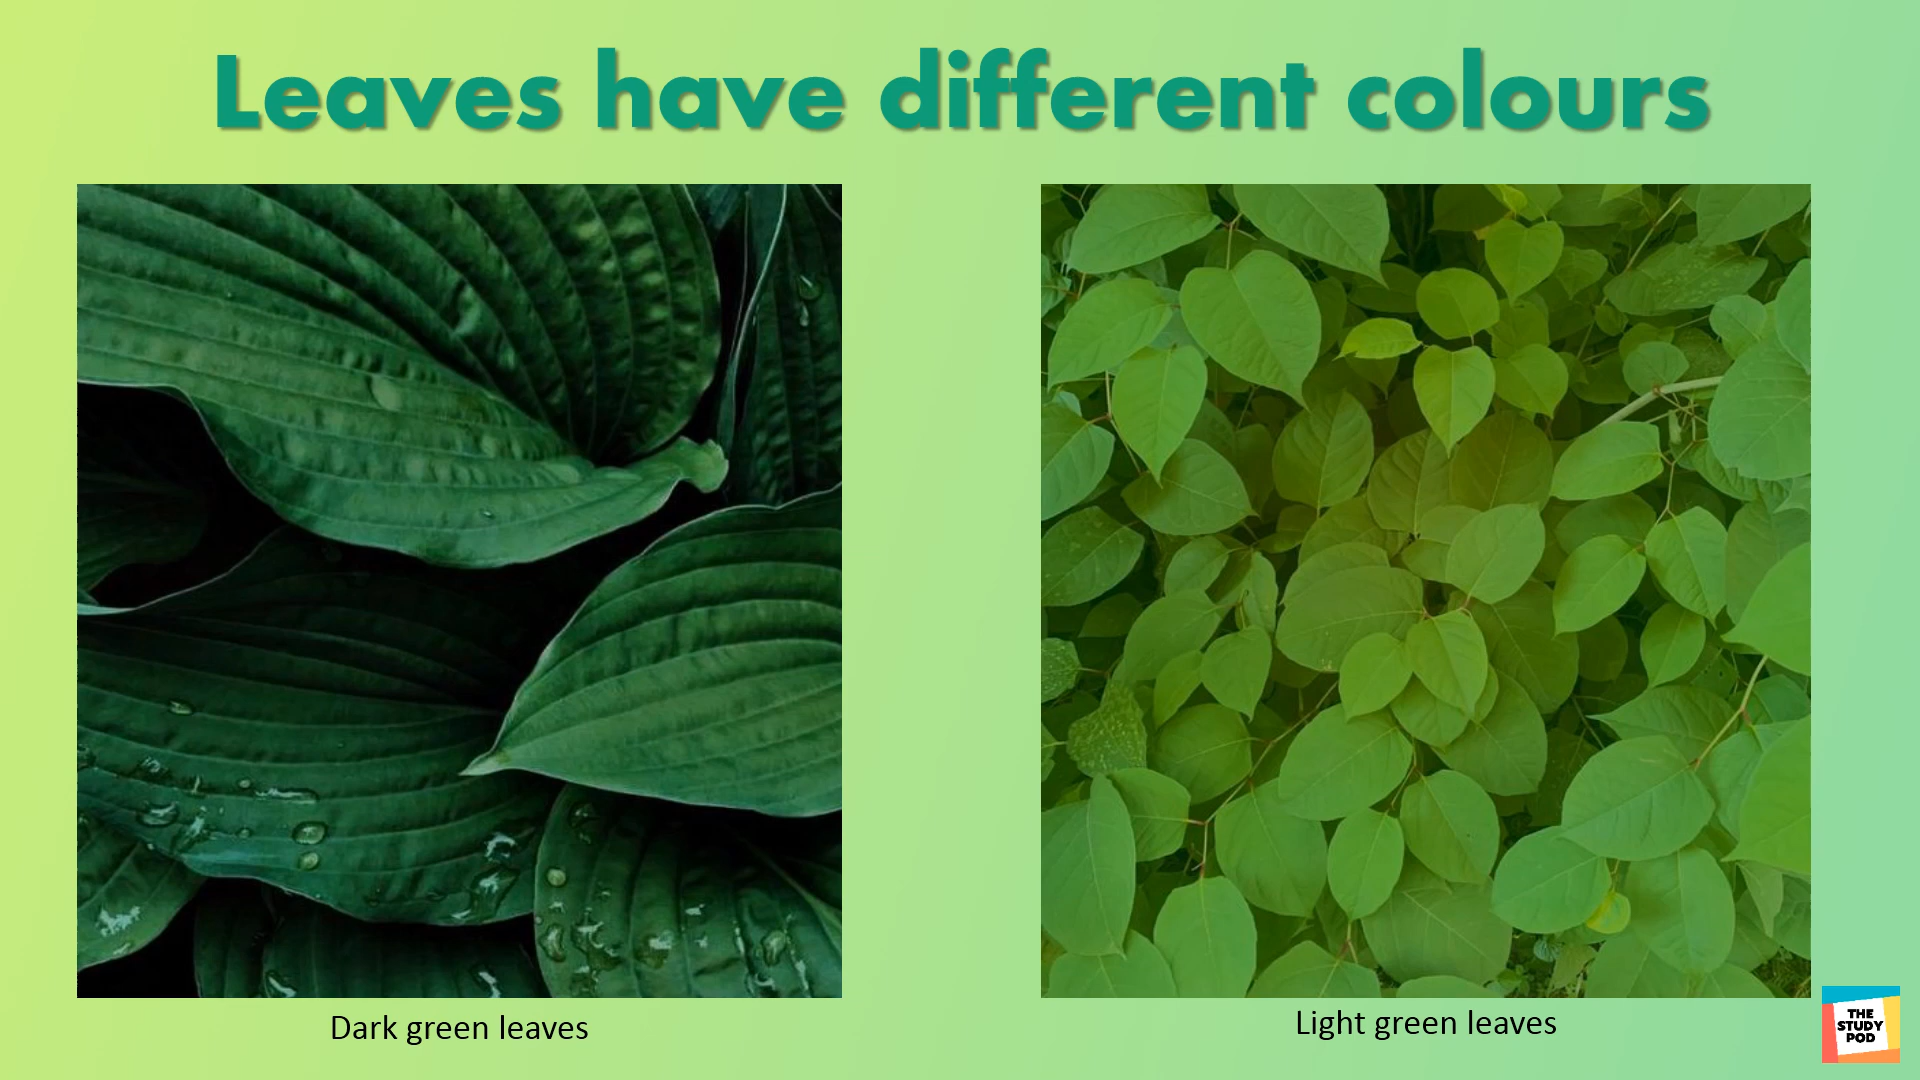 Leaves have different colours
Dark green leaves
Light green leaves
THE
STUDY
POD